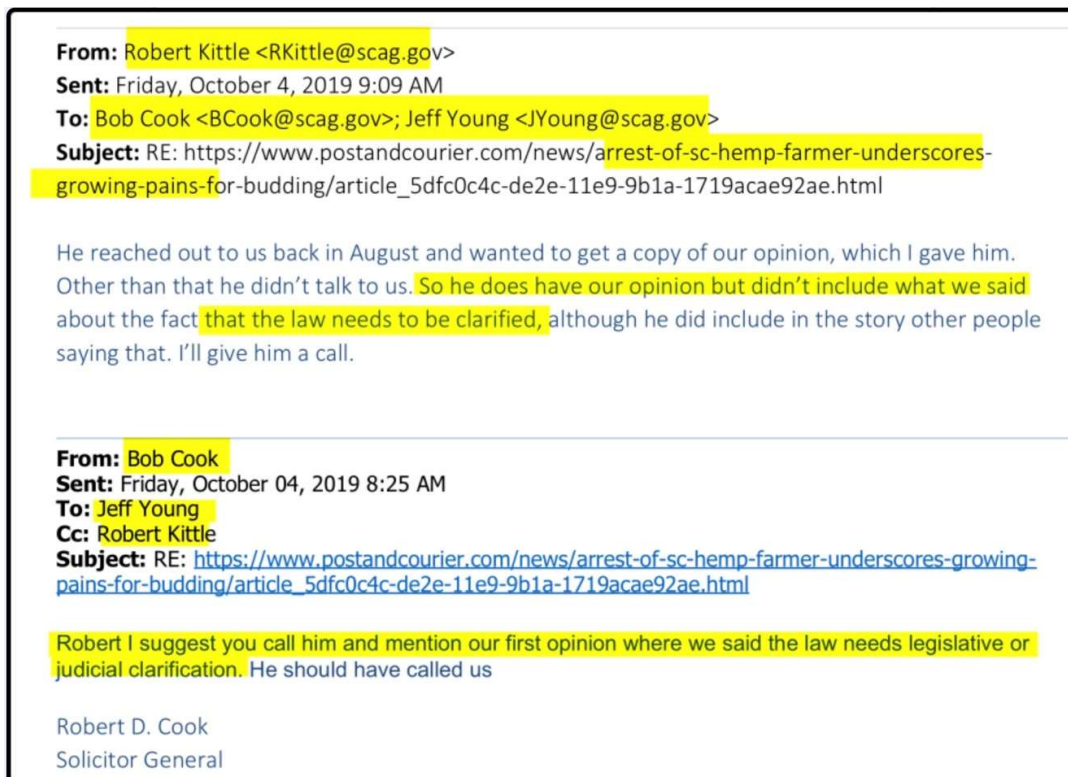 From: Robert Kittle <RKittle@scag.gov>
Sent: Friday, October 4, 2019 9:09 AM
To: Bob Cook <BCook@scag.gov>; Jeff Young <JYoung@scag.gov>
Subject: RE: https://www.postandcourier.com/news/arrest-of-sc-hemp-farmer-underscores-
growing-pains-for-budding/article_5dfc0c4c-de2e-11e9-9b1a-1719acae92ae.html
He reached out to us back in August and wanted to get a copy of our opinion, which I gave him.
Other than that he didn’t talk to us. So he does have our opinion but didn’t include what we said
about the fact that the law needs to be clarified, although he did include in the story other people
saying that. I’ll give him a call.
From: Bob Cook
Sent: Friday, October 04, 2019 8:25 AM
To: Jeff Young
Cc: Robert Kittle
Subject: RE: https://www.postandcourier.com/news/arrest-of-sc-hemp-farmer-underscores-growing-
pains-for-budding/article_5dfc0c4c-de2e-11e9-9b1a-1719acae92ae.html
Robert I suggest you call him and mention our first opinion where we said the law needs legislative or
judicial clarification. He should have called us
Robert D. Cook
Solicitor General